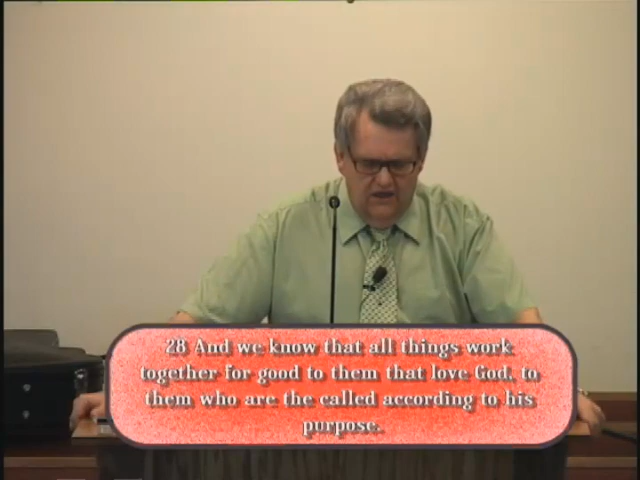 28 And we know that all things work
together for good to them that love God, to
them who are the called according to his
purpose.